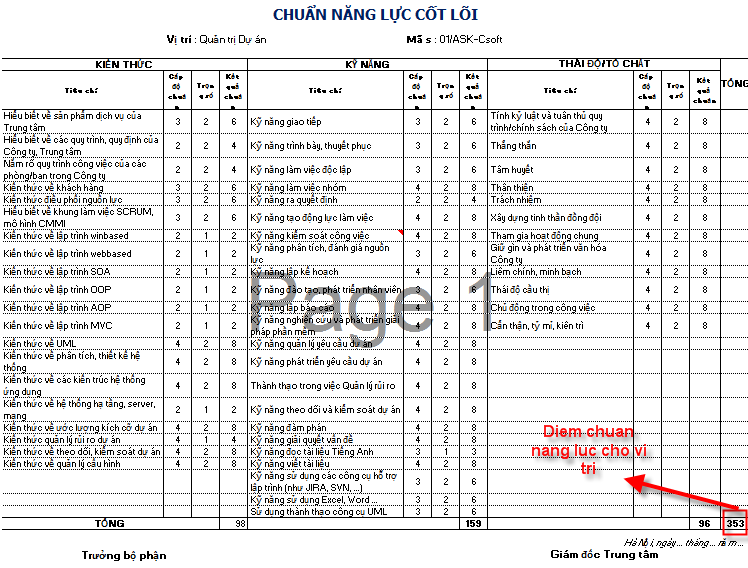 CHUẨN NĂNG LỰC CỐT LÕI
Vị trí : Quản trị Dự án Mã s : 01/ASK-Csoft
KIẾN THỨC KỸ NĂNG THÁI ĐỘ/TỐ CHẤT TỔNG
Tiêu chí Cấp độ chuẩ Trọn g số Kết quả chuẩ Tiêu chí Cấp độ chuẩ Trọn g số Kết quả chuẩ Tiêu chí Cấp độ chuẩ Trọn g số Kết quả chuẩn
Hiểu biết về sản phẩm dịch vụ của Trung tâm 3 2 6 Kỹ năng giao tiếp 3 2 6 Tính kỷ luật và tuân thủ quy trình/chính sách của Công ty 4 2 8
Hiểu biết về các quy trình, quy định của Công ty, Trung tâm 2 2 4 Kỹ năng trình bày, thuyết phục 3 2 6 Thẳng thắn 4 2 8
Nắm rõ quy trình công việc của các phòng/ban trong Công ty 2 2 4 Kỹ năng làm việc độc lập 3 2 6 Tâm huyết 4 2 8
Kiến thức về khách hàng 3 2 6 Kỹ năng làm việc nhóm 4 2 8 Thân thiện 4 2 8
Kiến thức điều phối nguồn lực 3 2 6 Kỹ năng ra quyết định 2 2 4 Trách nhiệm 4 2 8
Hiểu biết về khung làm việc SCRUM, mô hình CMMI 3 2 6 Kỹ năng tạo động lực làm việc 4 2 8 Xây dựng tinh thần đồng đội 4 2 8
Kiến thức về lập trình winbased 2 1 2 Kỹ năng kiểm soát công việc 4 2 8 Tham gia hoạt động chung 4 2 8
Kiến thức về lập trình webbased 2 1 2 Kỹ năng phân tích, đánh giá nguồn lực 3 2 6 Giữ gìn và phát triển văn hóa Công ty 4 2 8
Kiến thức về lập trình SOA 2 1 2 Kỹ năng lập kế hoạch 4 2 8 Liêm chính, minh bạch 4 2 8
Kiến thức về lập trình OOP 2 1 2 Kỹ năng đào tạo, phát triển nhân viên 3 2 6 Thái độ cầu thị 4 2 8
Kiến thức về lập trình AOP 2 1 2 Kỹ năng lập báo cáo 4 2 8 Chủ động trong công việc 4 2 8
Kiến thức về lập trình MVC 2 1 2 Kỹ năng nghiên cứu và phát triển giải pháp phần mềm 4 2 8 Cẩn thận, tỷ mỉ, kiên trì 4 2 8
Page 1
Kiến thức về UML 4 2 8 Kỹ năng quản lý yêu cầu dự án 4 2 8
Kiến thức về phân tích, thiết kế hệ thống 4 2 8 Kỹ năng phát triển yêu cầu dự án 4 2 8
Kiến thức về các kiến trúc hệ thống ứng dụng 4 2 8 Thành thạo trong việc Quản lý rủi ro 4 2 8
Kiến thức về hệ thống hạ tầng, server, mạng 2 1 2 Kỹ năng theo dõi và kiểm soát dự án 4 2 8
Kiến thức về ước lượng kích cỡ dự án 4 2 8 Kỹ năng đàm phán 4 2 8
Kiến thức quản lý rủi ro dự án 4 1 4 Kỹ năng giải quyết vấn đề 4 2 8
Kiến thức về theo dõi, kiểm soát dự án 4 2 8 Kỹ năng đọc tài liệu Tiếng Anh 3 1 3
Kiến thức về quản lý cấu hình 4 2 8 Kỹ năng viết tài liệu 4 2 8
Kỹ năng sử dụng các công cụ hỗ trợ lập trình (như JIRA, SVN, ...) 3 2 6
Kỹ năng sử dụng Excel, Word ... 3 2 6
Sử dụng thành thạo công cụ UML 3 2 6
Diem chuan
nang luc cho vi
tri
TỔNG 98 159 96 353
Hà Nội, ngày... tháng... năm...
Trưởng bộ phận Giám đốc Trung tâm